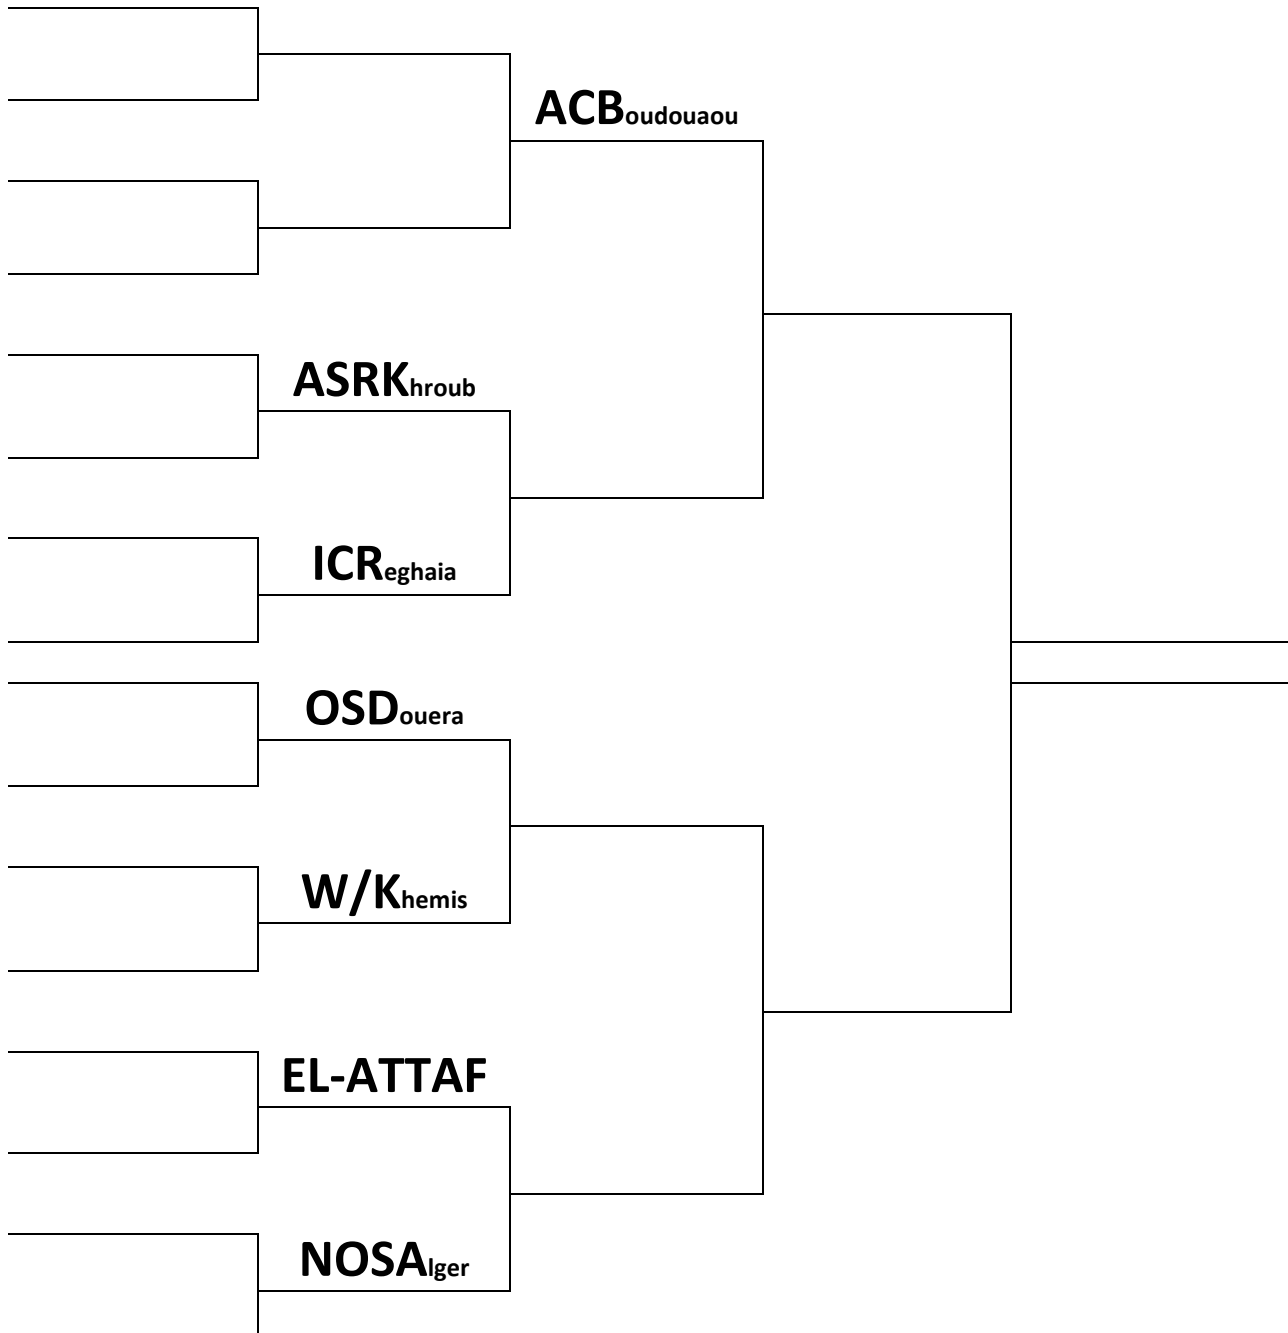 ACBoudouaou
ASRKhroub
ICReghaia
OSDouera
W/Khemis
EL-ATTAF
NOSAlger